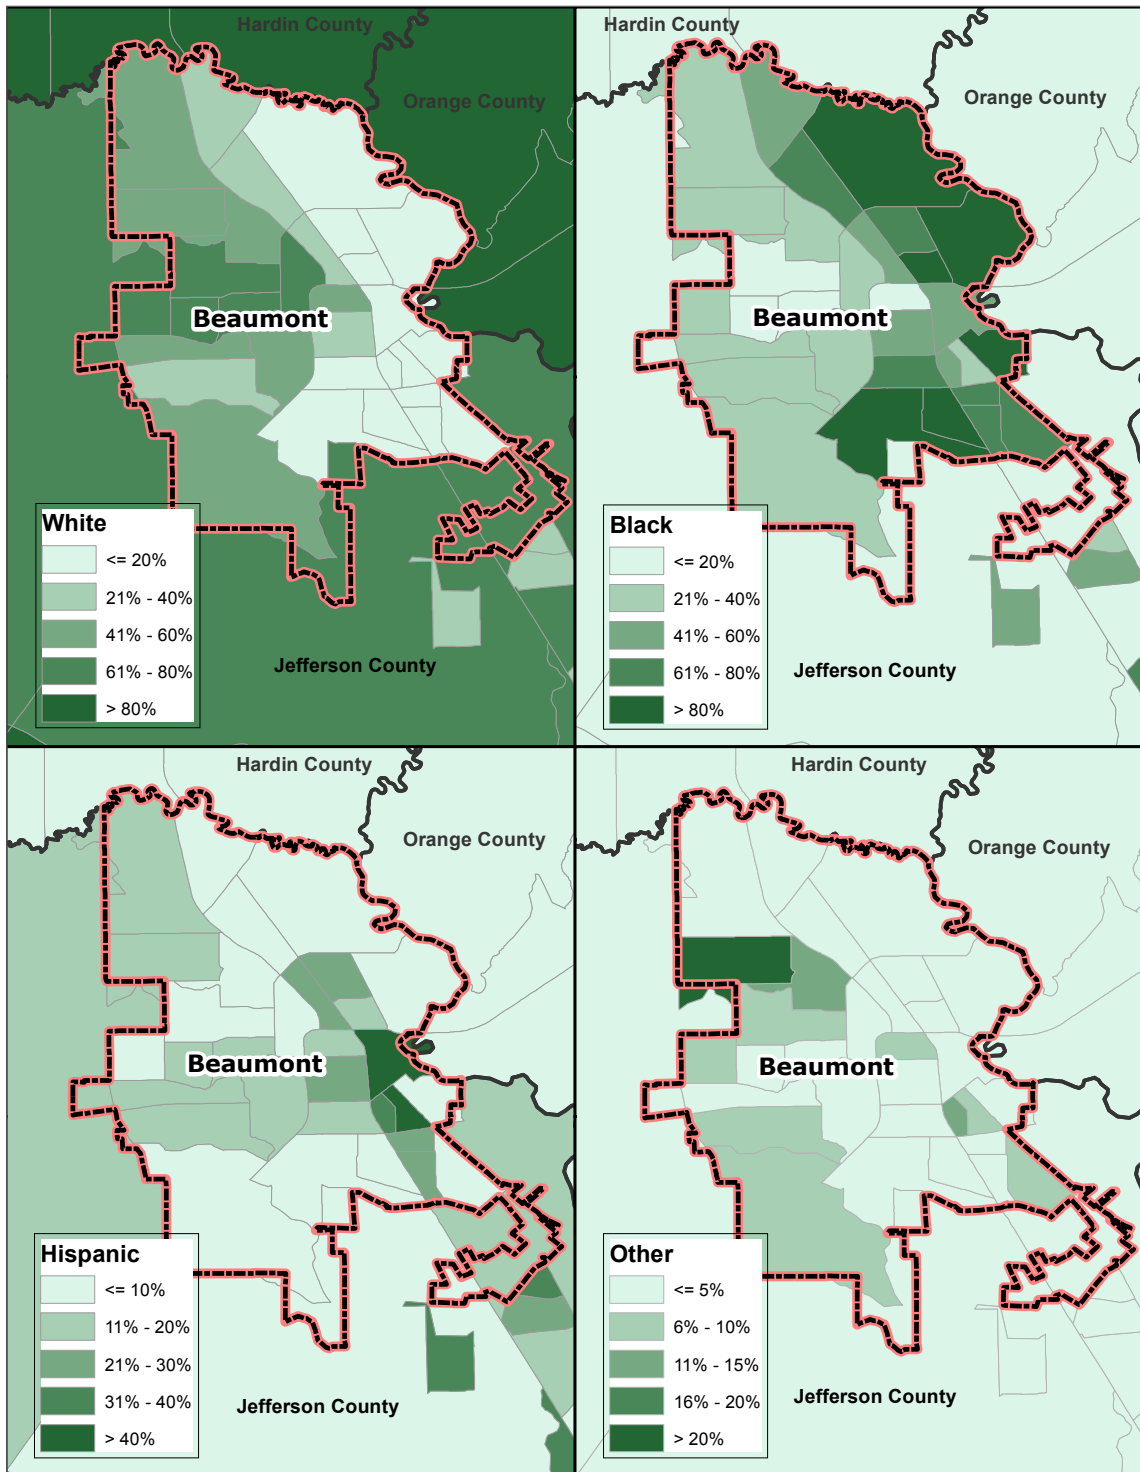 Hardin County
Orange County
Beaumont
White
<= 20%
21% - 40%
41% - 60%
61% - 80%
> 80%
Jefferson County
Hardin County
Orange County
Beaumont
Black
<= 20%
21% - 40%
41% - 60%
61% - 80%
> 80%
Jefferson County
Hardin County
Orange County
Beaumont
Hispanic
<= 10%
11% - 20%
21% - 30%
31% - 40%
> 40%
Jefferson County
Hardin County
Orange County
Beaumont
Other
<= 5%
6% - 10%
11% - 15%
16% - 20%
> 20%
Jefferson County